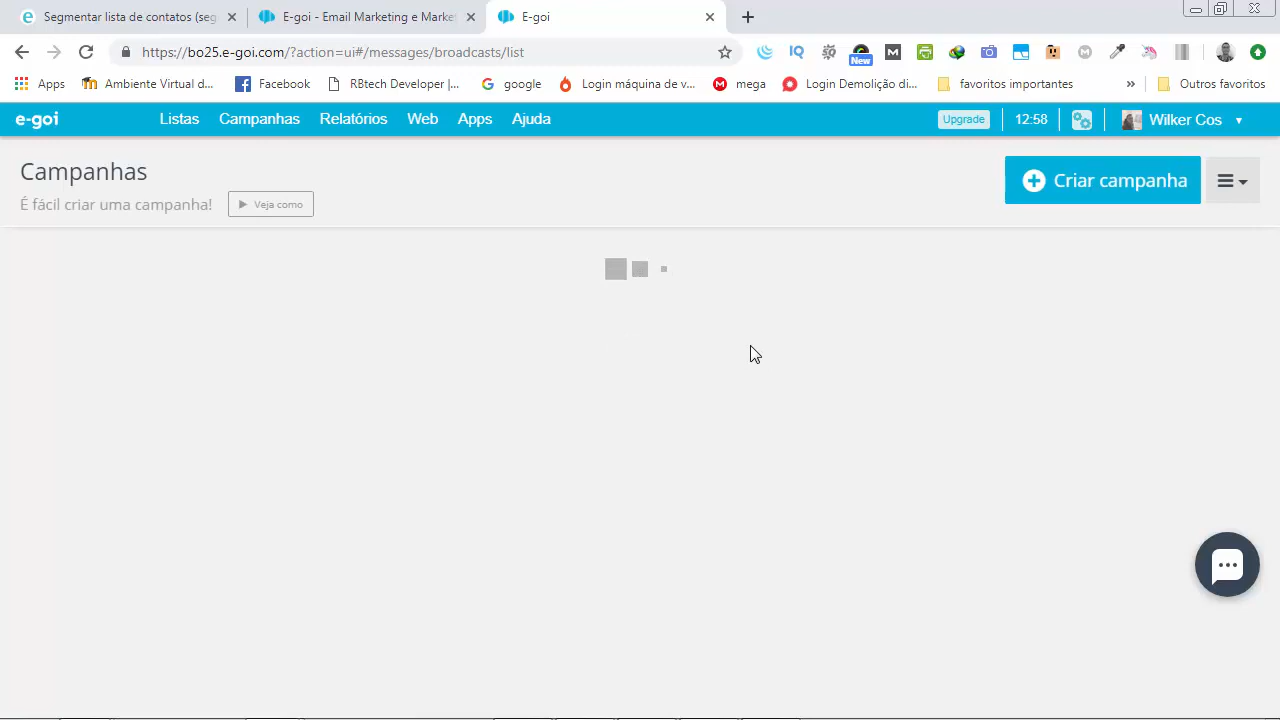 Segmentar lista de contatos (seg
E-goi - Email Marketing e Marke
E-goi
https://bo25.e-goi.com/?action=ui#/messages/broadcasts/list
IQ
New
M
M
Apps
Ambiente Virtual d...
Facebook
RBtech Developer |...
google
Login máquina de v...
mega
Login Demolição di...
favoritos importantes
»
Outros favoritos
e-goi
Listas
Campanhas
Relatórios
Web
Apps
Ajuda
Upgrade
12:58
Wilker Cos
Campanhas
É fácil criar uma campanha!
Veja como
Criar campanha